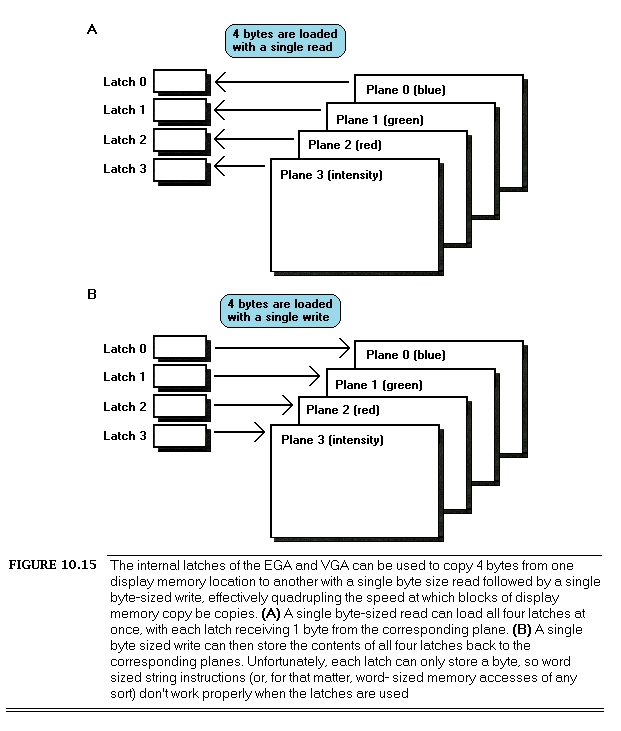 A
4 bytes are loaded
with a single read
Latch 0
Plane 0 (blue)
Latch 1
Plane 1 (green)
Latch 2
Plane 2 (red)
Latch 3
Plane 3 (intensity)
B
4 bytes are loaded
with a single write
Latch 0
Plane 0 (blue)
Latch 1
Plane 1 (green)
Latch 2
Plane 2 (red)
Latch 3
Plane 3 (intensity)
FIGURE 10.15 The internal latches of the EGA and VGA can be used to copy 4 bytes from one
display memory location to another with a single byte size read followed by a single
byte-sized write, effectively quadrupling the speed at which blocks of display
memory copy be copies. (A) A single byte-sized read can load all four latches at
once, with each latch receiving 1 byte from the corresponding plane. (B) A single
byte sized write can then store the contents of all four latches back to the
corresponding planes. Unfortunately, each latch can only store a byte, so word
sized string instructions (or, for that matter, word- sized memory accesses of any
sort) don't work properly when the latches are used